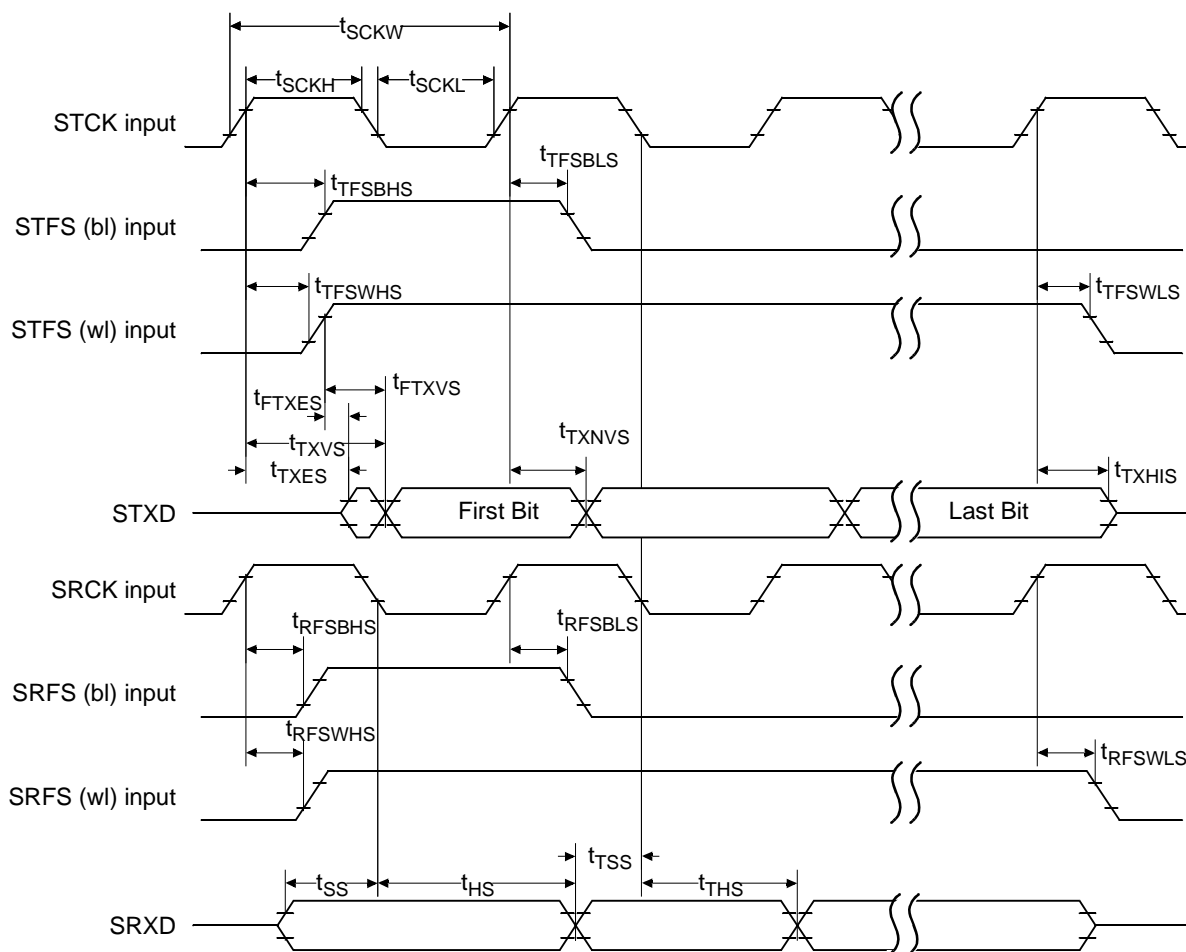 tSCKW
tSCKH
tSCKL
STCK input
tTFSBLS
tTFSBHS
STFS (bl) input
tTFSWHS
tTFSWLS
STFS (wl) input
tFTXVS
tFTXES
tTXVS
tTXNVS
tTXES
tTXHIS
STXD
First Bit
Last Bit
SRCK input
tRFSBHS
tRFSBLS
SRFS (bl) input
tRFSWHS
tRFSWLS
SRFS (wl) input
tTSS
tSS
tHS
tTHS
SRXD